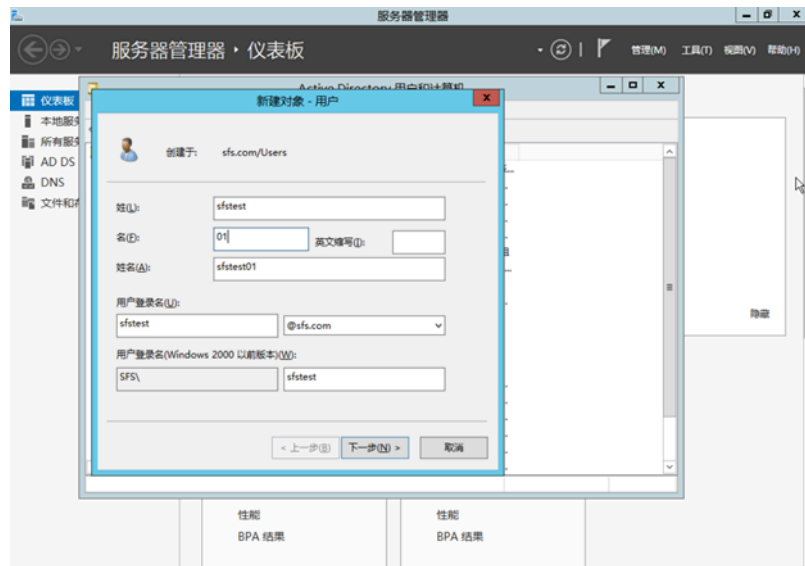 服务器管理器
服务器管理器 · 仪表板
管理(M) 工具(T) 视图(V) 帮助(H)
Active Directory 用户和计算机
仪表板
本地服
所有服
AD DS
DNS
文件和
新建对象 - 用户
创建于: sfs.com/Users
姓(L): sfstest
名(F): 01 英文缩写(I):
姓名(A): sfstest01
用户登录名(U):
sfstest @sfs.com
用户登录名(Windows 2000 以前版本)(W):
SFS\ sfstest
< 上一步(B) 下一步(N) > 取消
隐藏
性能 性能
BPA 结果 BPA 结果